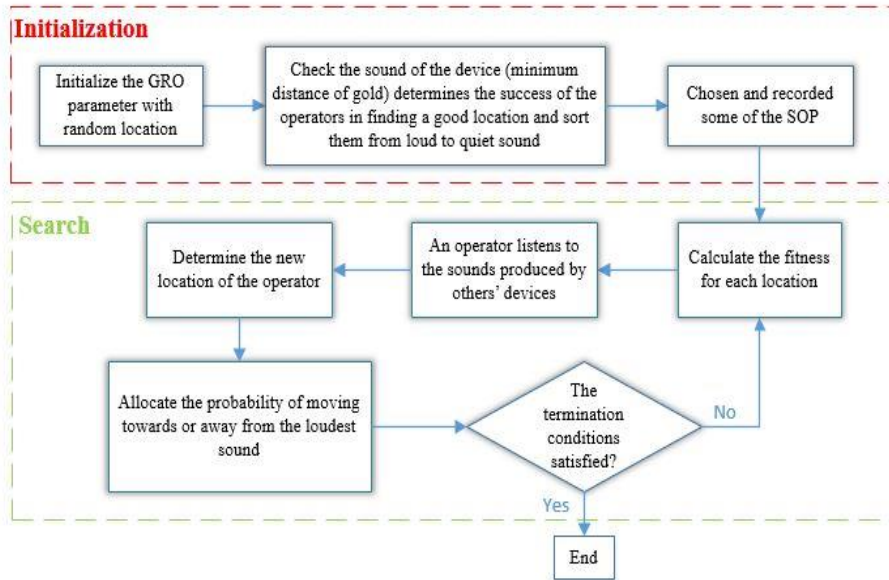 Initialization
Initialize the GRO
parameter with
random location
Check the sound of the device (minimum
distance of gold) determines the success of the
operators in finding a good location and sort
them from loud to quiet sound
Chosen and recorded
some of the SOP
Search
Determine the new
location of the operator
An operator listens to
the sounds produced by
others’ devices
Calculate the fitness
for each location
Allocate the probability of moving
towards or away from the loudest
sound
The
termination
conditions
satisfied?
No
Yes
End